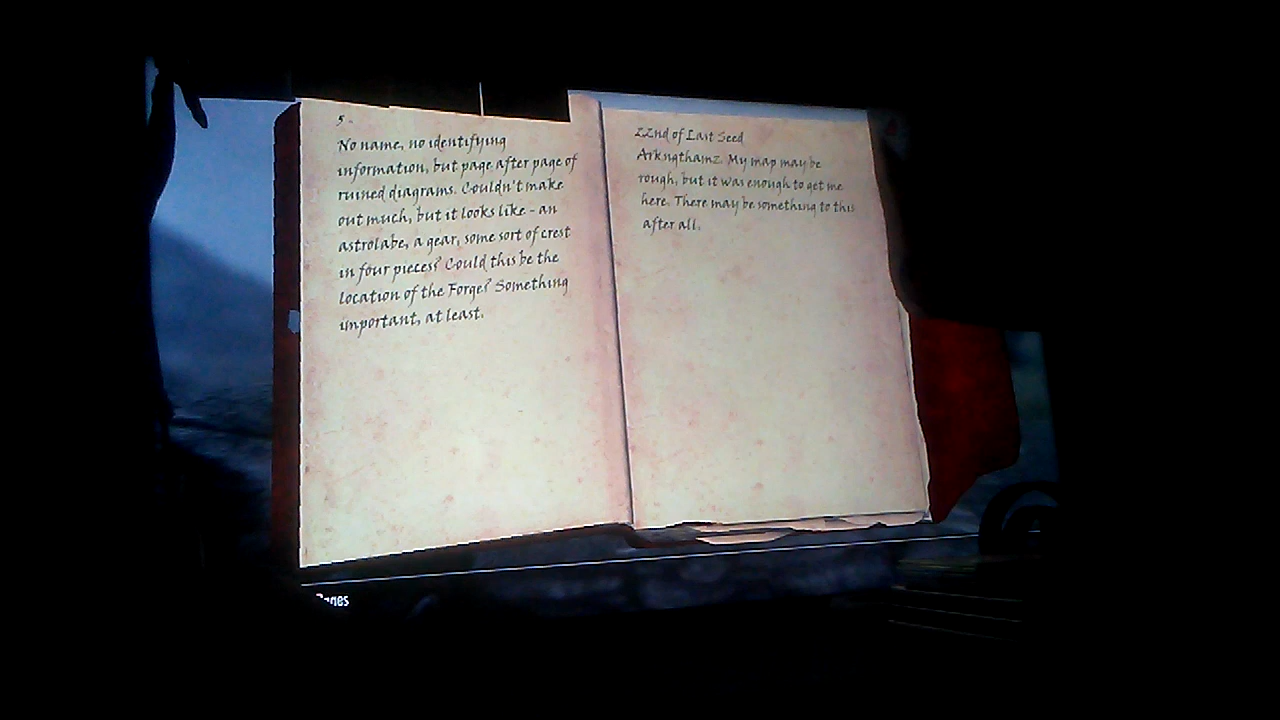 5 -
No name, no identifying
information, but page after page of
ruined diagrams. Couldn't make
out much, but it looks like - an
astrolabe, a gear, some sort of crest
in four pieces? Could this be the
location of the Forge? Something
important, at least.
22nd of Last Seed
Arkngthamz. My map may be
rough, but it was enough to get me
here. There may be something to this
after all.
Pages